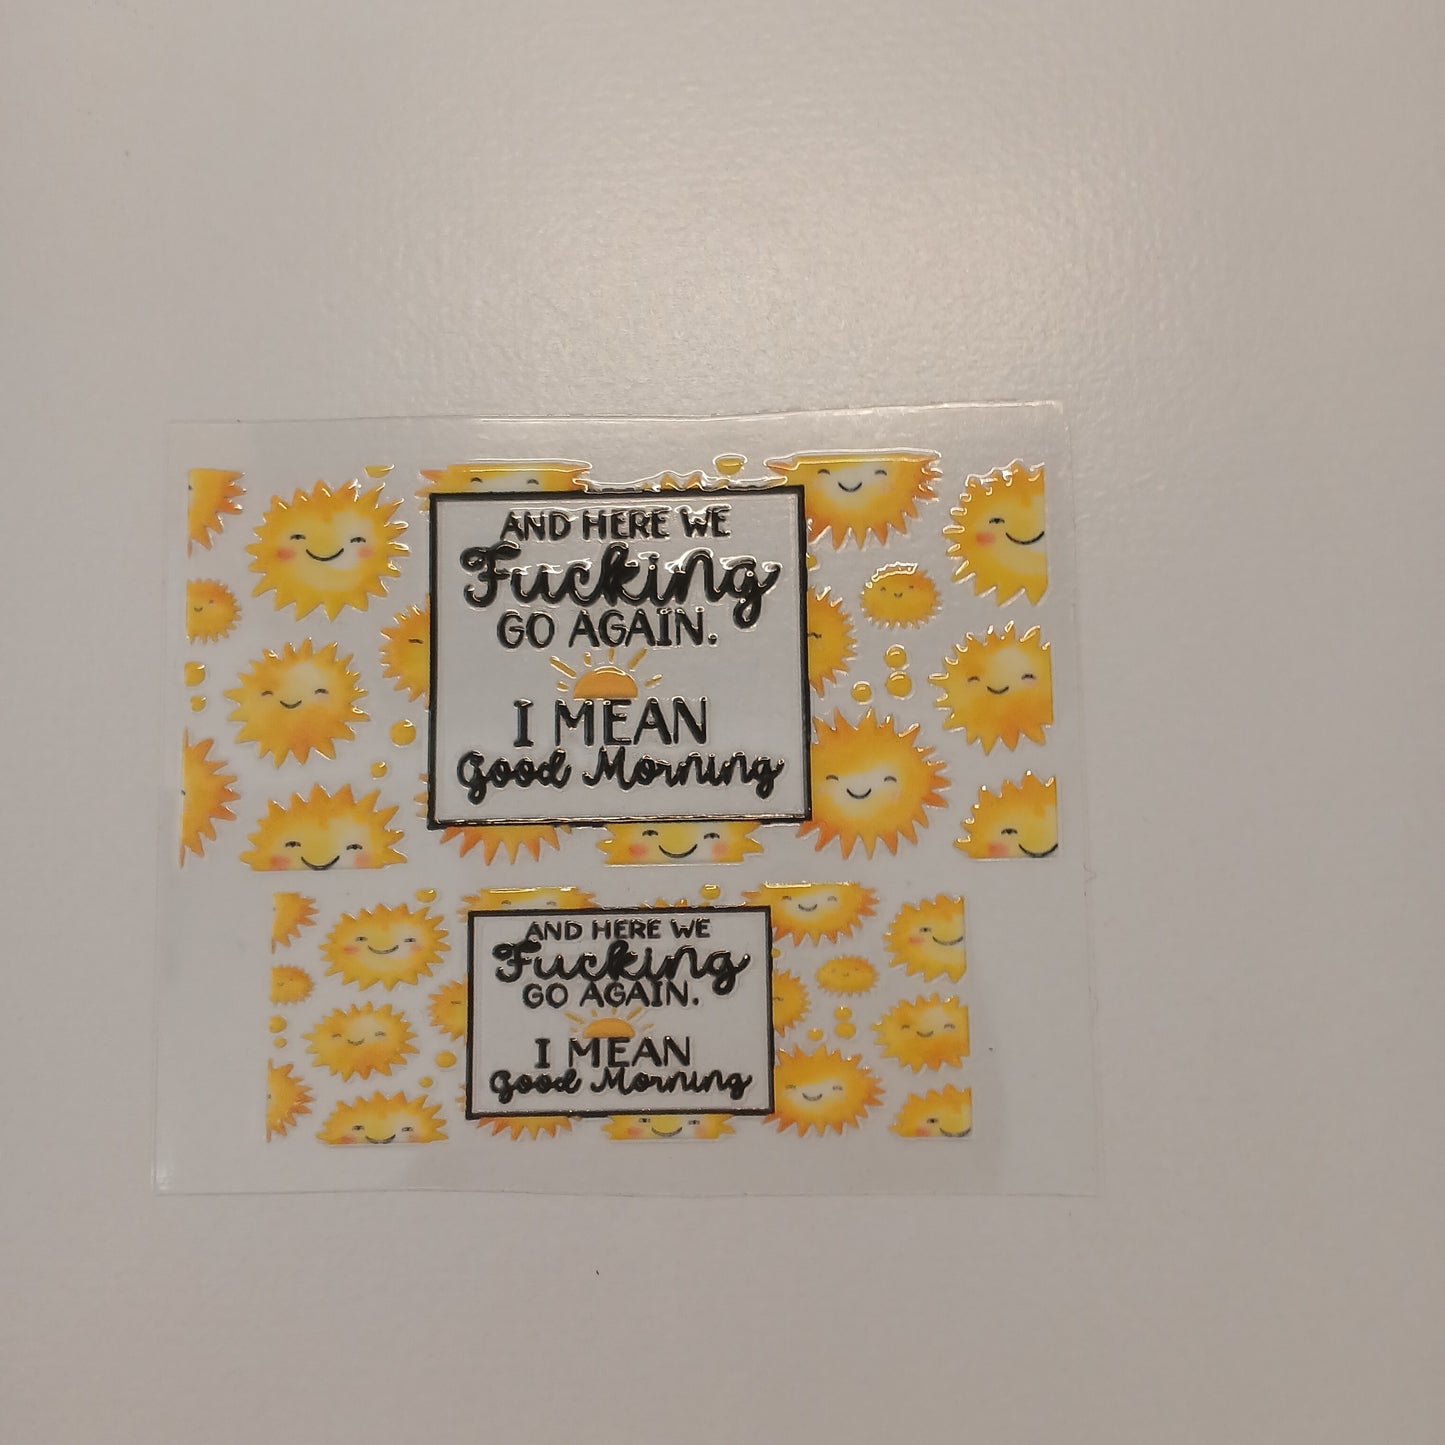 AND HERE WE
Fucking
GO AGAIN.
I MEAN
Good Morning
AND HERE WE
Fucking
GO AGAIN.
I MEAN
Good Morning